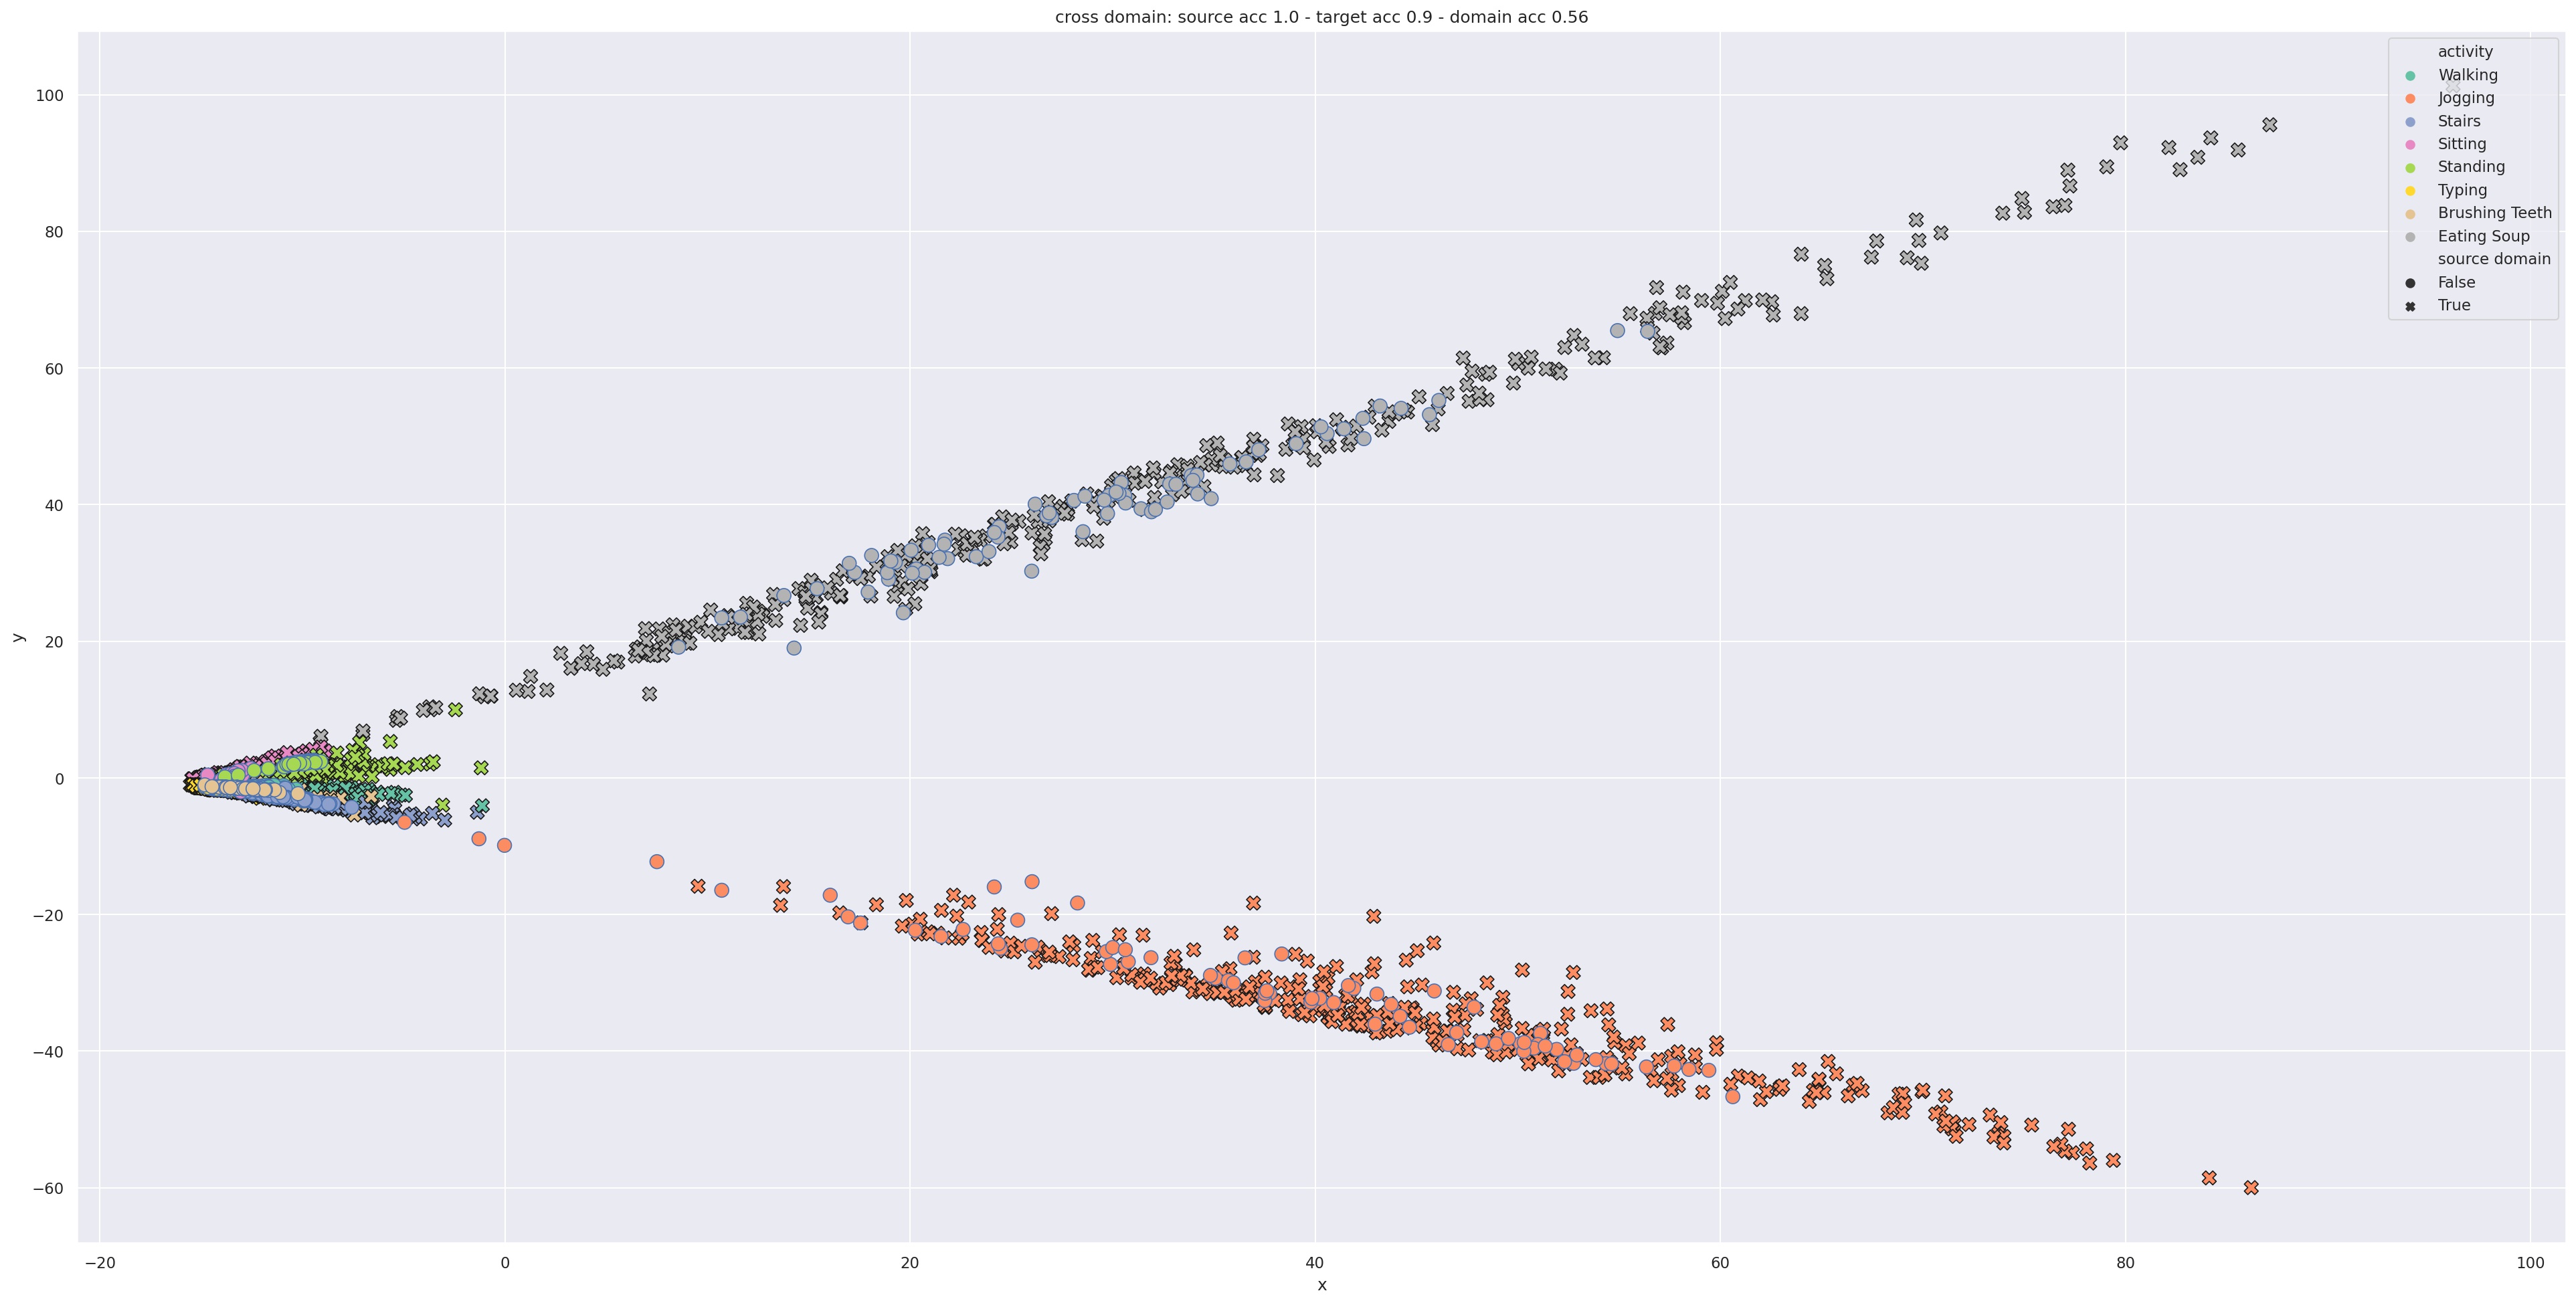 cross domain: source acc 1.0 - target acc 0.9 - domain acc 0.56
activity
Walking
Jogging
Stairs
Sitting
Standing
Typing
Brushing Teeth
Eating Soup
source domain
False
True
100
80
60
40
20
0
−20
−40
−60
y
−20
0
20
40
60
80
100
x